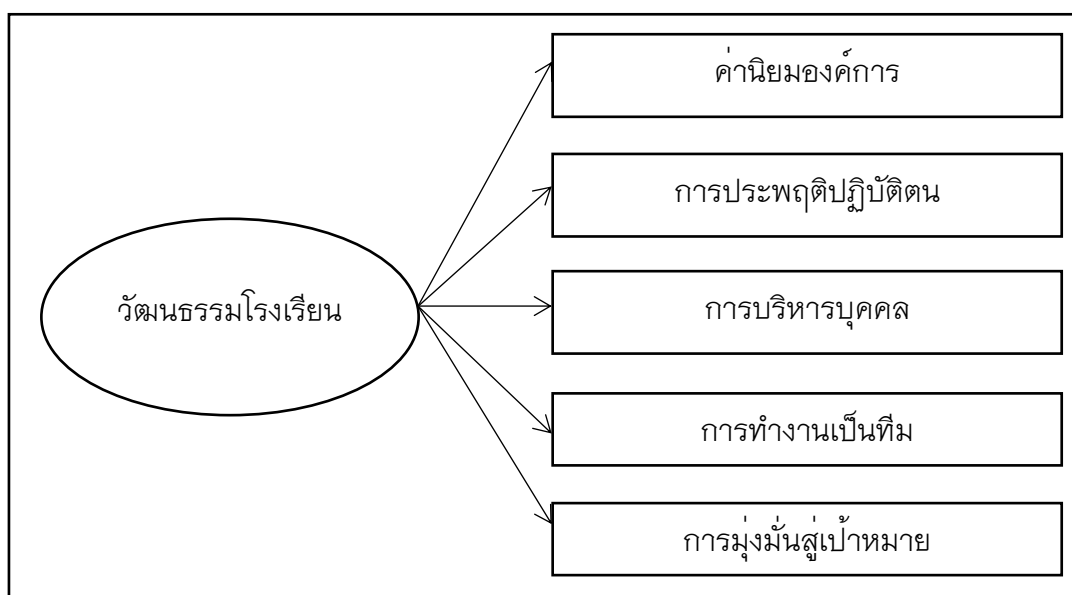 วัฒนธรรมโรงเรียน
ค่านิยมองค์การ
การประพฤติปฏิบัติตน
การบริหารบุคคล
การทำงานเป็นทีม
การมุ่งมั่นสู่เป้าหมาย